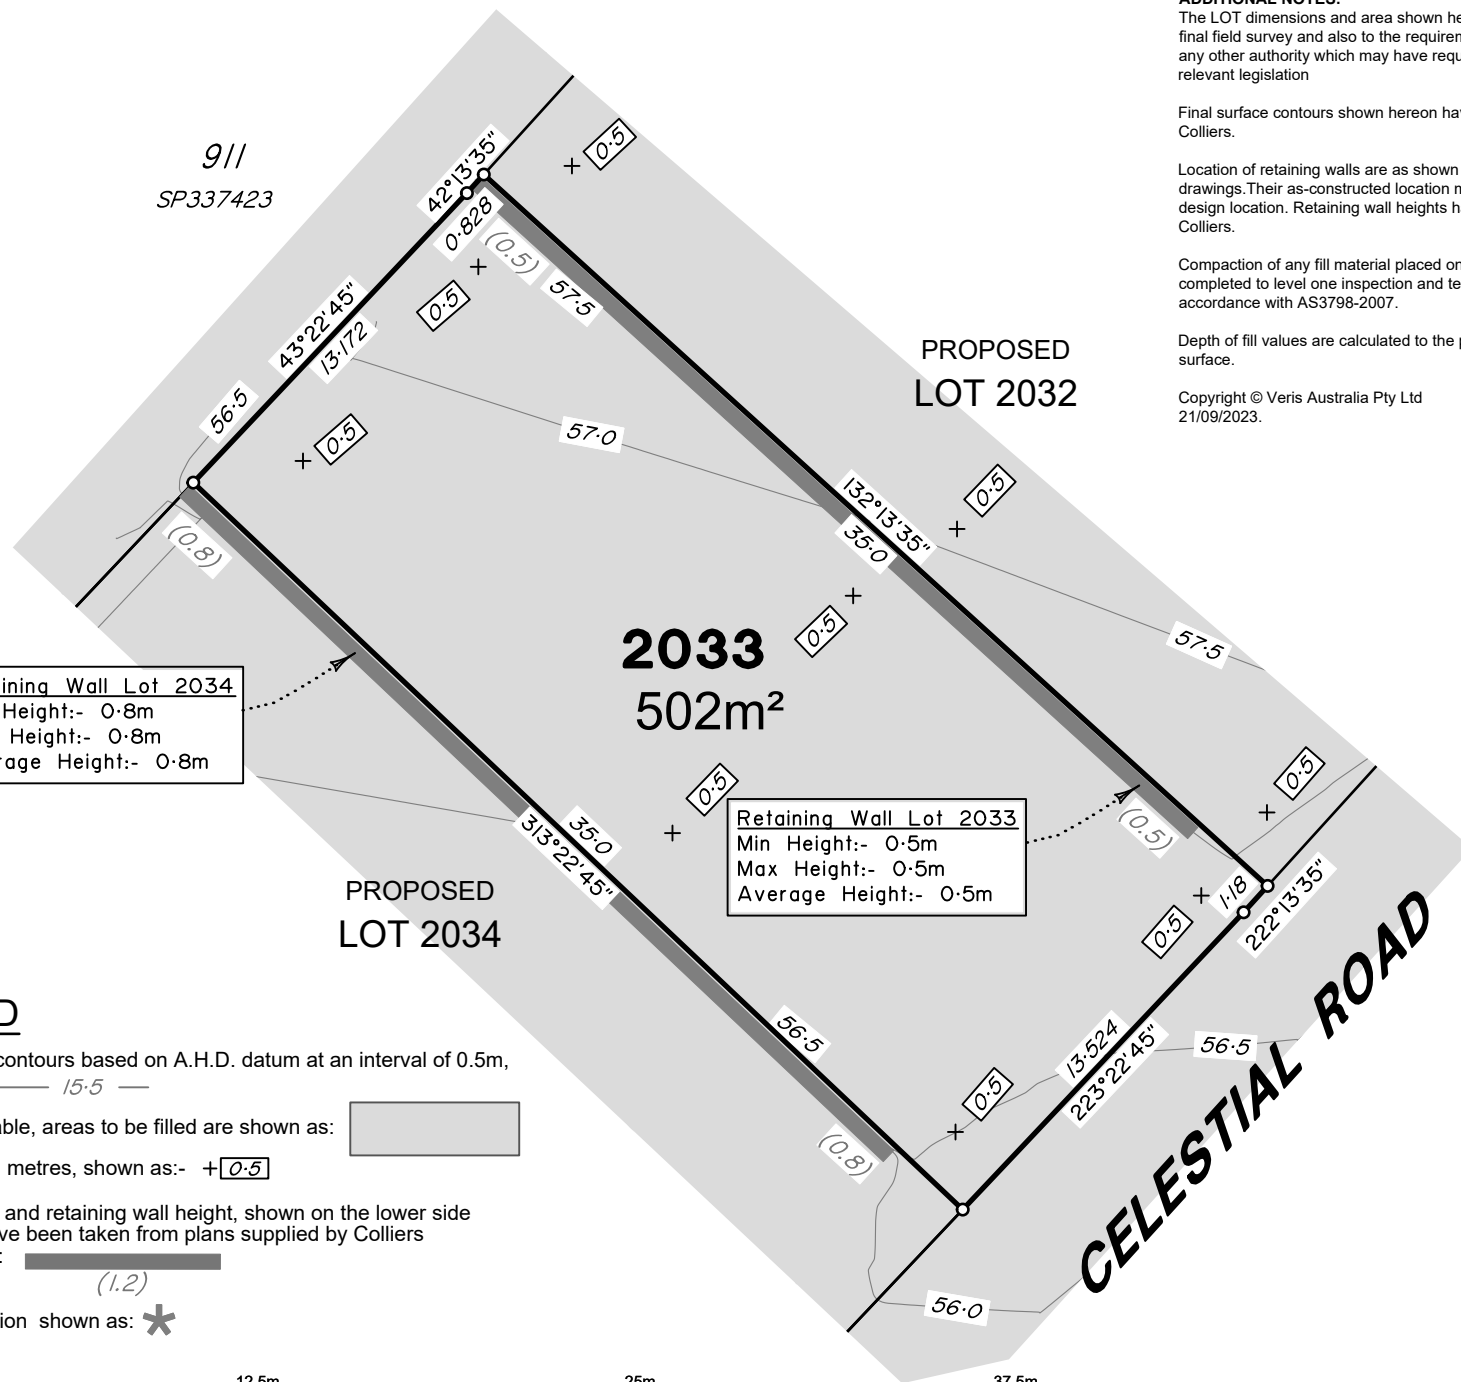 ADDITIONAL NOTES:
The LOT dimensions and area shown he
final field survey and also to the requirem
any other authority which may have requ
relevant legislation
Final surface contours shown hereon hav
Colliers.
Location of retaining walls are as shown
drawings.Their as-constructed location m
design location. Retaining wall heights ha
Colliers.
Compaction of any fill material placed on
completed to level one inspection and te
accordance with AS3798-2007.
Depth of fill values are calculated to the p
surface.
Copyright © Veris Australia Pty Ltd
21/09/2023.
911
SP337423
42°13'35"
0·828
(0.5)
57·5
0·5
0·5
43°22'45"
13·172
56·5
0·5
57·0
PROPOSED
LOT 2032
132°13'35"
35·0
0·5
0·5
57·5
(0.8)
2033
502m²
ining Wall Lot 2034
Height:- 0·8m
Height:- 0·8m
rage Height:- 0·8m
0·5
Retaining Wall Lot 2033
Min Height:- 0·5m
Max Height:- 0·5m
Average Height:- 0·5m
(0.5)
0·5
1·18
222°13'35"
0·5
35·0
313°22'45"
PROPOSED
LOT 2034
56·5
(0.8)
0·5
13·524
223°22'45"
56·5
CELESTIAL ROAD
56·0
D
contours based on A.H.D. datum at an interval of 0.5m,
15·5
able, areas to be filled are shown as:
metres, shown as:- +0·5
and retaining wall height, shown on the lower side
ve been taken from plans supplied by Colliers
:
(1.2)
tion shown as:
12.5m 25m 37.5m